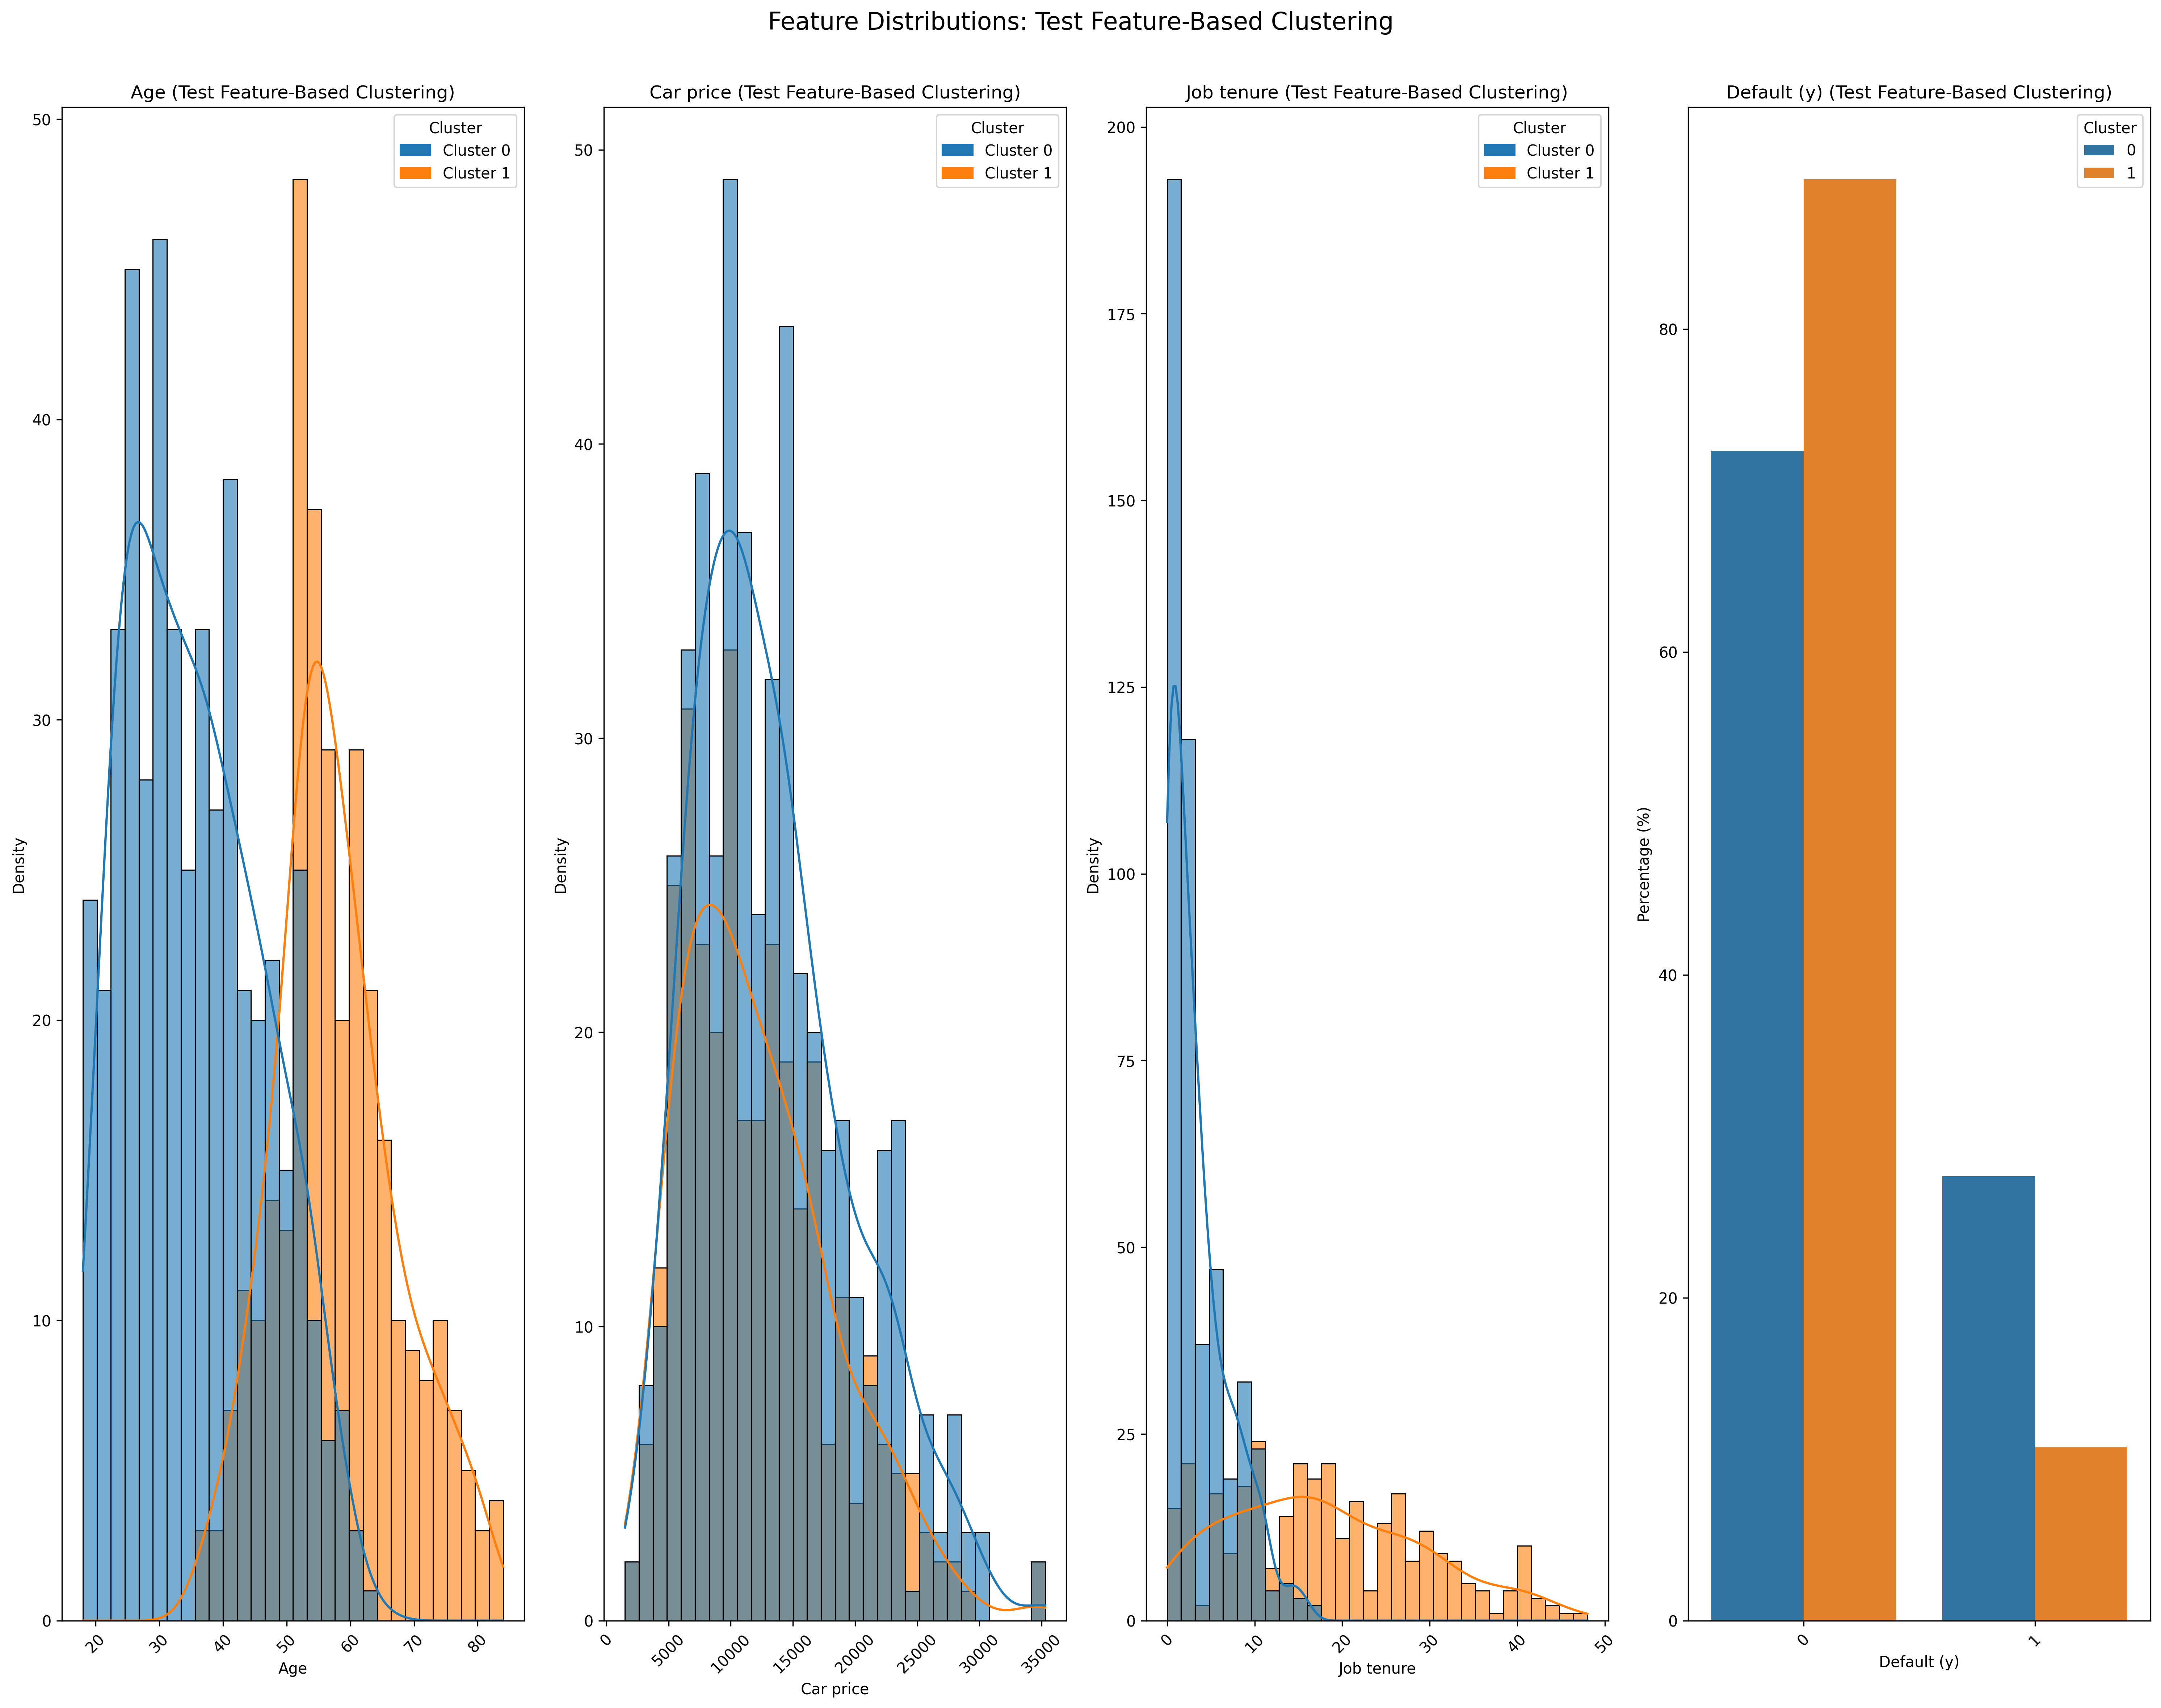 Feature Distributions: Test Feature-Based Clustering
Age (Test Feature-Based Clustering)
Cluster
Cluster 0
Cluster 1
50
40
30
20
10
0
Density
20 30 40 50 60 70 80
Age
Car price (Test Feature-Based Clustering)
Cluster
Cluster 0
Cluster 1
50
40
30
20
10
0
Density
0 5000 10000 15000 20000 25000 30000 35000
Car price
Job tenure (Test Feature-Based Clustering)
Cluster
Cluster 0
Cluster 1
200
175
150
125
100
75
50
25
0
Density
0 10 20 30 40 50
Job tenure
Default (y) (Test Feature-Based Clustering)
Cluster
0
1
80
60
40
20
0
Percentage (%)
0 1
Default (y)